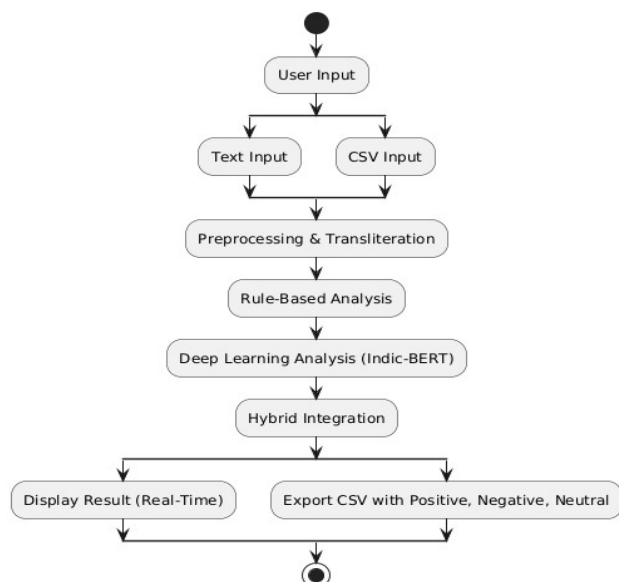 User Input
Text Input
CSV Input
Preprocessing & Transliteration
Rule-Based Analysis
Deep Learning Analysis (Indic-BERT)
Hybrid Integration
Display Result (Real-Time)
Export CSV with Positive, Negative, Neutral